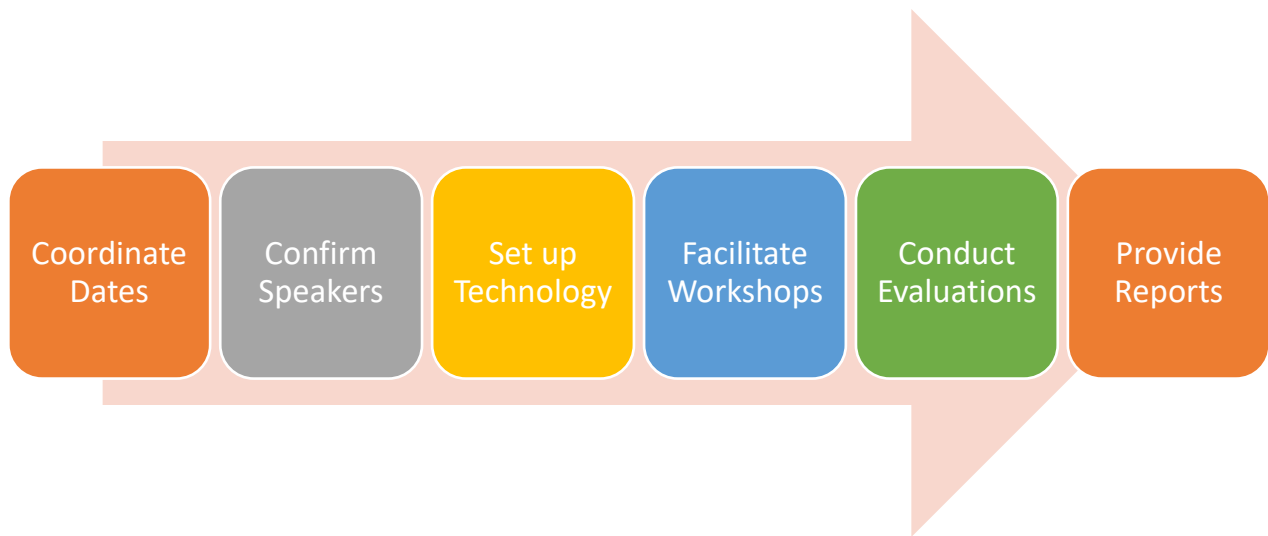 Coordinate
Dates
Confirm
Speakers
Set up
Technology
Facilitate
Workshops
Conduct
Evaluations
Provide
Reports